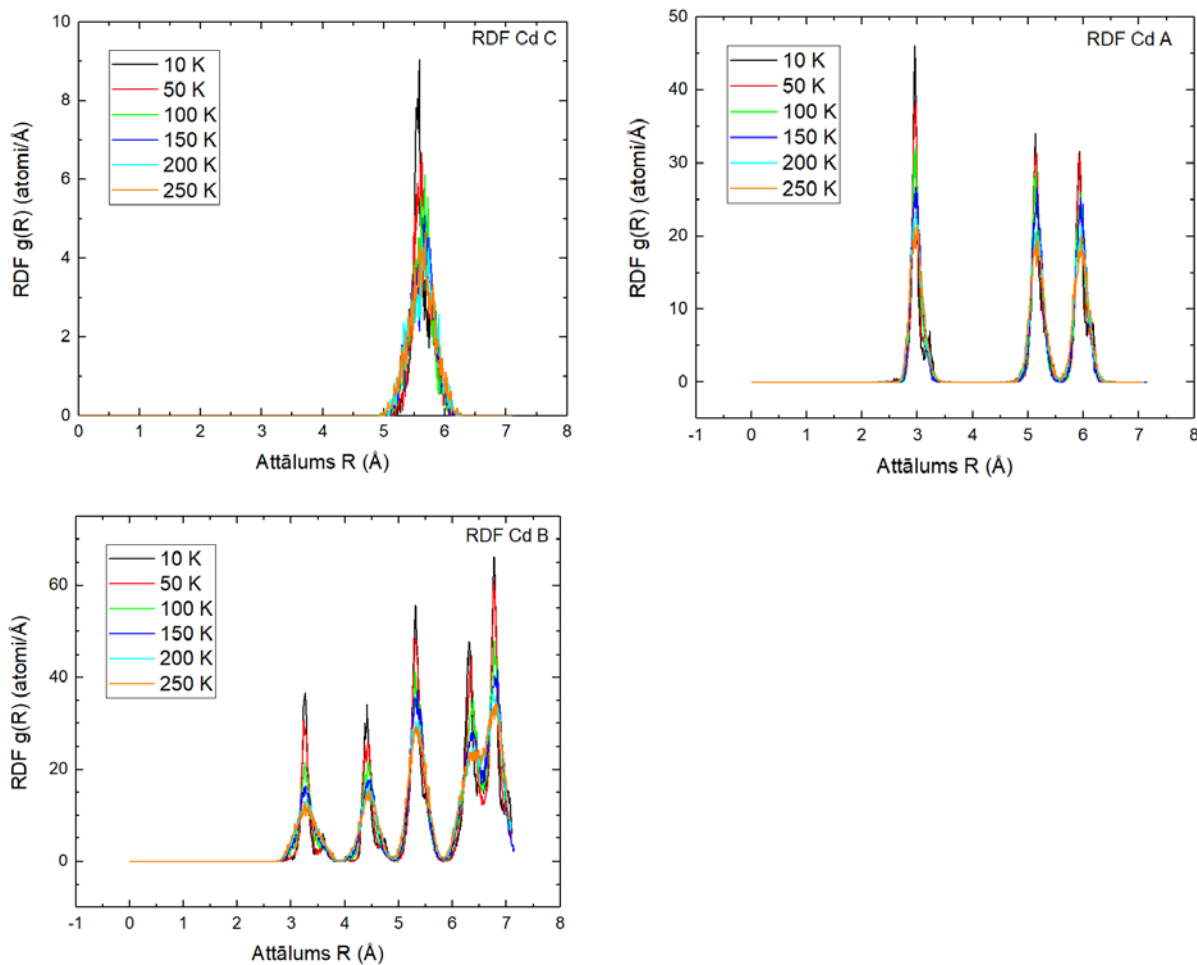 RDF Cd C
10 K
50 K
100 K
150 K
200 K
250 K
RDF g(R) (atomi/Å)
10
8
6
4
2
0
0 1 2 3 4 5 6 7 8
Attālums R (Å)
RDF Cd A
10 K
50 K
100 K
150 K
200 K
250 K
RDF g(R) (atomi/Å)
50
40
30
20
10
0
-1 0 1 2 3 4 5 6 7 8
Attālums R (Å)
RDF Cd B
10 K
50 K
100 K
150 K
200 K
250 K
RDF g(R) (atomi/Å)
60
40
20
0
-1 0 1 2 3 4 5 6 7 8
Attālums R (Å)